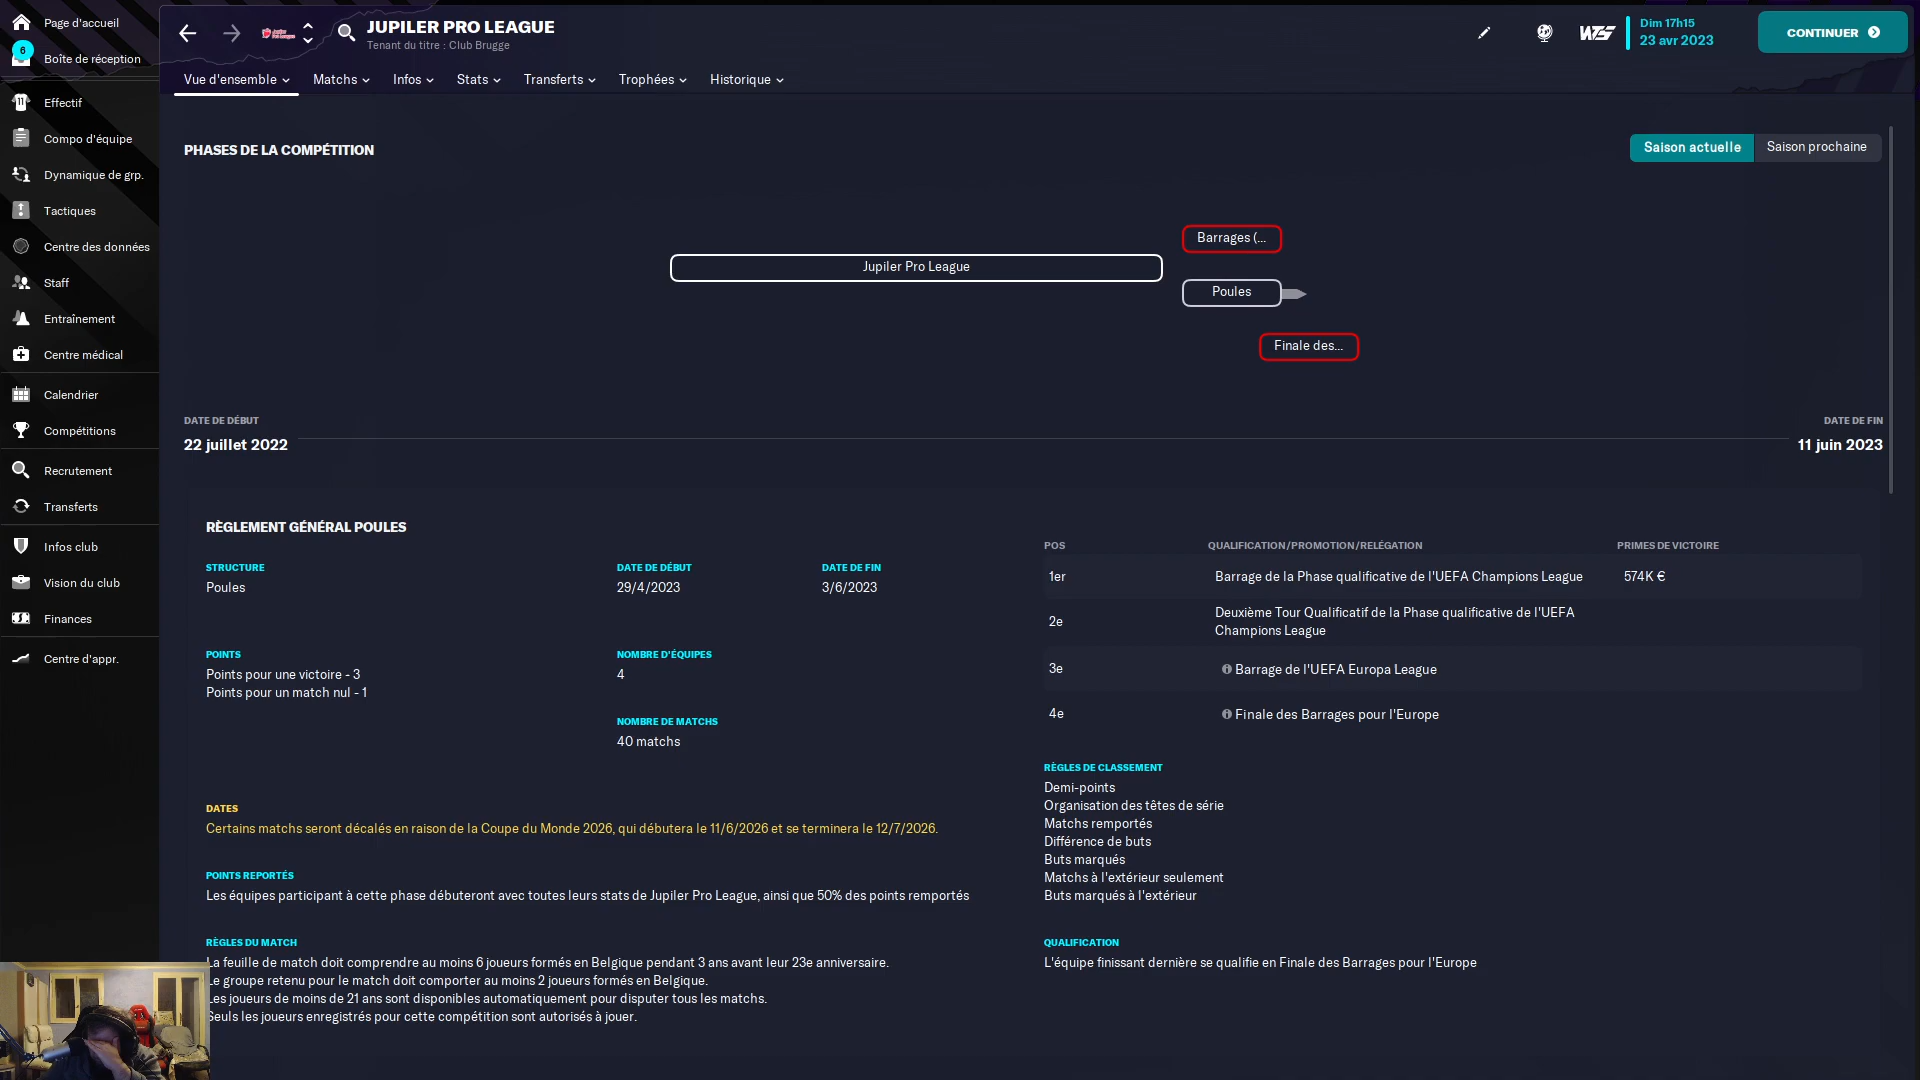 Page d'accueil
6
Boîte de réception
Effectif
Compo d'équipe
Dynamique de grp.
Tactiques
Centre des données
Staff
Entraînement
Centre médical
Calendrier
Compétitions
Recrutement
Transferts
Infos club
Vision du club
Finances
Centre d'appr.
JUPILER PRO LEAGUE
Tenant du titre : Club Brugge
Dim 17h15
23 avr 2023
CONTINUER
Vue d'ensemble
Matchs
Infos
Stats
Transferts
Trophées
Historique
PHASES DE LA COMPÉTITION
Saison actuelle
Saison prochaine
Jupiler Pro League
Barrages (...
Poules
Finale des...
DATE DE DÉBUT
22 juillet 2022
DATE DE FIN
11 juin 2023
RÈGLEMENT GÉNÉRAL POULES
STRUCTURE
Poules
DATE DE DÉBUT
29/4/2023
DATE DE FIN
3/6/2023
POINTS
Points pour une victoire - 3
Points pour un match nul - 1
NOMBRE D'ÉQUIPES
4
NOMBRE DE MATCHS
40 matchs
DATES
Certains matchs seront décalés en raison de la Coupe du Monde 2026, qui débutera le 11/6/2026 et se terminera le 12/7/2026.
POINTS REPORTÉS
Les équipes participant à cette phase débuteront avec toutes leurs stats de Jupiler Pro League, ainsi que 50% des points remportés
RÈGLES DU MATCH
La feuille de match doit comprendre au moins 6 joueurs formés en Belgique pendant 3 ans avant leur 23e anniversaire.
Le groupe retenu pour le match doit comporter au moins 2 joueurs formés en Belgique.
Les joueurs de moins de 21 ans sont disponibles automatiquement pour disputer tous les matchs.
Seuls les joueurs enregistrés pour cette compétition sont autorisés à jouer.
POS QUALIFICATION/PROMOTION/RELÉGATION PRIMES DE VICTOIRE
1er Barrage de la Phase qualificative de l'UEFA Champions League 574K €
2e Deuxième Tour Qualificatif de la Phase qualificative de l'UEFA
Champions League
3e Barrage de l'UEFA Europa League
4e Finale des Barrages pour l'Europe
RÈGLES DE CLASSEMENT
Demi-points
Organisation des têtes de série
Matchs remportés
Différence de buts
Buts marqués
Matchs à l'extérieur seulement
Buts marqués à l'extérieur
QUALIFICATION
L'équipe finissant dernière se qualifie en Finale des Barrages pour l'Europe